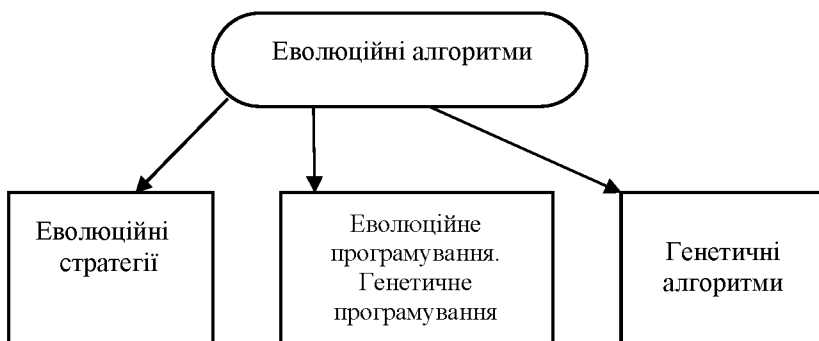 Еволюційні алгоритми
Еволюційні
стратегії
Еволюційне
програмування.
Генетичне
програмування
Генетичні
алгоритми